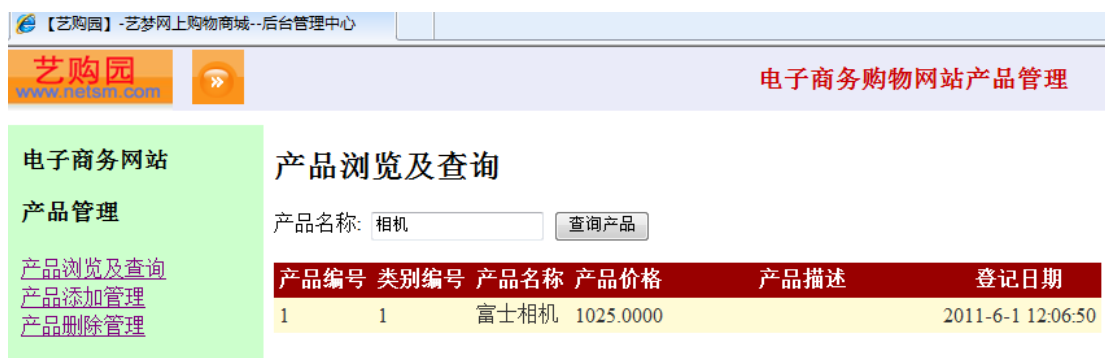 【艺购园】-艺梦网上购物商城--后台管理中心
艺购园
www.netsm.com
电子商务购物网站产品管理
电子商务网站
产品管理
产品浏览及查询
产品添加管理
产品删除管理
产品浏览及查询
产品名称: 相机 查询产品
产品编号 类别编号 产品名称 产品价格 产品描述 登记日期
1 1 富士相机 1025.0000 2011-6-1 12:06:50